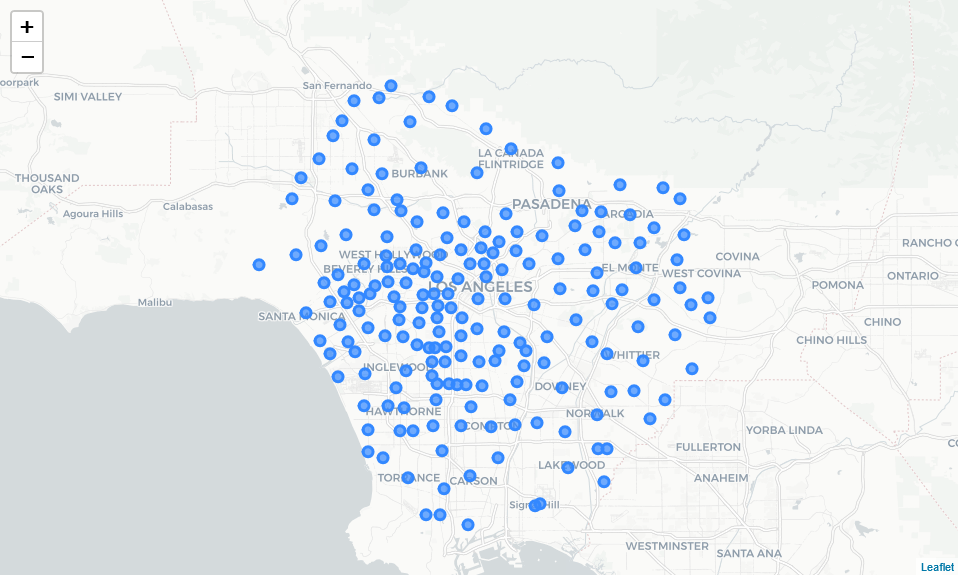 +
−
San Fernando
oorpark
SIMI VALLEY
LA CANADA
FLINTRIDGE
BURBANK
THOUSAND
OAKS
Calabasas
PASADENA
Agoura Hills
ARCADIA
RANCHO C
WEST HOLLYWOOD
COVINA
BEVERLY HILLS
EL MONTE
WEST COVINA
ONTARIO
POMONA
LOS ANGELES
Malibu
SANTA MONICA
CHINO
CHINO HILLS
WHITTIER
INGLEWOOD
DOWNEY
HAWTHORNE
NORWALK
COMPTON
YORBA LINDA
FULLERTON
CO
LAKEWOOD
TORRANCE
CARSON
ANAHEIM
Signal Hill
WESTMINSTER
SANTA ANA
Leaflet